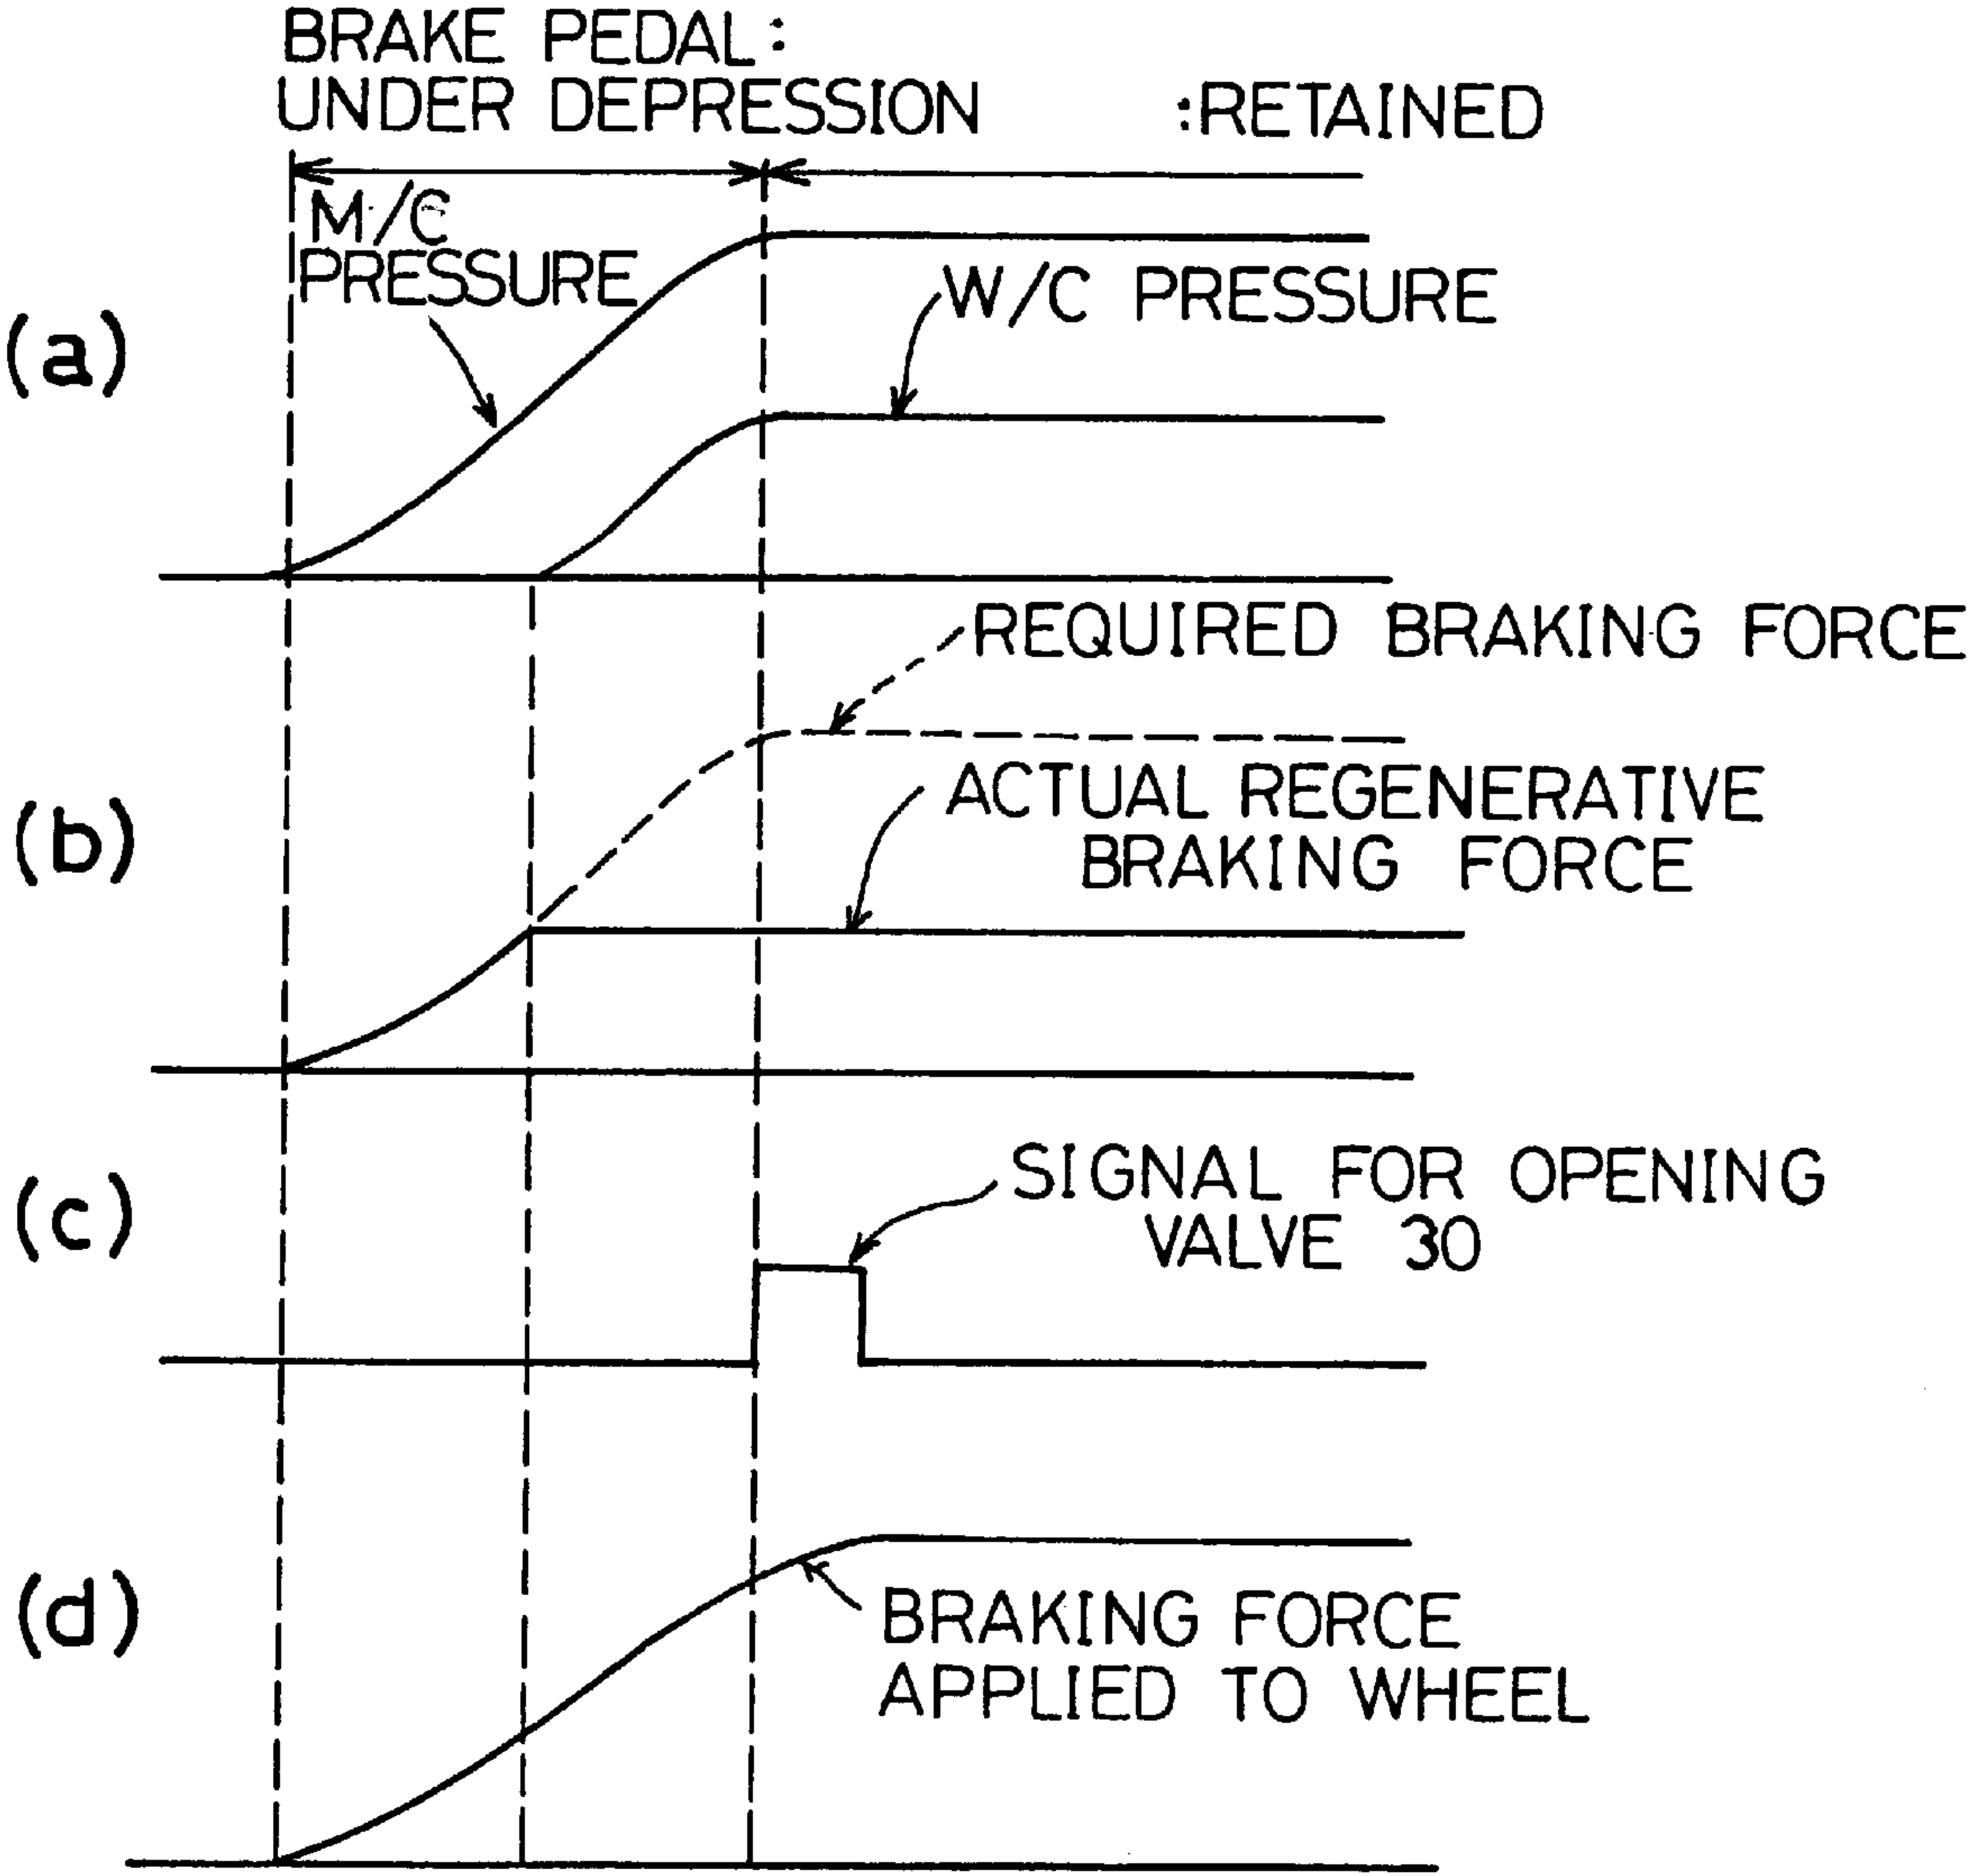 BRAKE PEDAL:
UNDER DEPRESSION :RETAINED
M/C
PRESSURE
W/C PRESSURE
(a)
REQUIRED BRAKING FORCE
ACTUAL REGENERATIVE
BRAKING FORCE
(b)
SIGNAL FOR OPENING
VALVE 30
(c)
BRAKING FORCE
APPLIED TO WHEEL
(d)